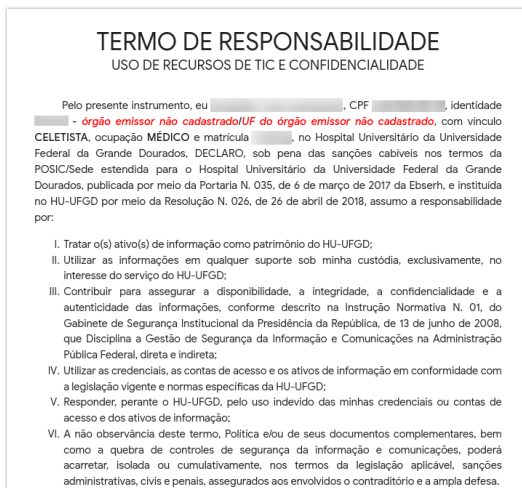 TERMO DE RESPONSABILIDADE
USO DE RECURSOS DE TIC E CONFIDENCIALIDADE
Pelo presente instrumento, eu , CPF , identidade
- órgão emissor não cadastrado/UF do órgão emissor não cadastrado, com vínculo
CELETISTA, ocupação MÉDICO e matrícula , no Hospital Universitário da Universidade
Federal da Grande Dourados, DECLARO, sob pena das sanções cabíveis nos termos da
POSIC/Sede estendida para o Hospital Universitário da Universidade Federal da Grande
Dourados, publicada por meio da Portaria N. 035, de 6 de março de 2017 da Ebserh, e instituída
no HU-UFGD por meio da Resolução N. 026, de 26 de abril de 2018, assumo a responsabilidade
por:
I. Tratar o(s) ativo(s) de informação como patrimônio do HU-UFGD;
II. Utilizar as informações em qualquer suporte sob minha custódia, exclusivamente, no
interesse do serviço do HU-UFGD;
III. Contribuir para assegurar a disponibilidade, a integridade, a confidencialidade e a
autenticidade das informações, conforme descrito na Instrução Normativa N. 01, do
Gabinete de Segurança Institucional da Presidência da República, de 13 de junho de 2008,
que Disciplina a Gestão de Segurança da Informação e Comunicações na Administração
Pública Federal, direta e indireta;
IV. Utilizar as credenciais, as contas de acesso e os ativos de informação em conformidade com
a legislação vigente e normas específicas da HU-UFGD;
V. Responder, perante o HU-UFGD, pelo uso indevido das minhas credenciais ou contas de
acesso e dos ativos de informação;
VI. A não observância deste termo, Política e/ou de seus documentos complementares, bem
como a quebra de controles de segurança da informação e comunicações, poderá
acarretar, isolada ou cumulativamente, nos termos da legislação aplicável, sanções
administrativas, civis e penais, assegurados aos envolvidos o contraditório e a ampla defesa.